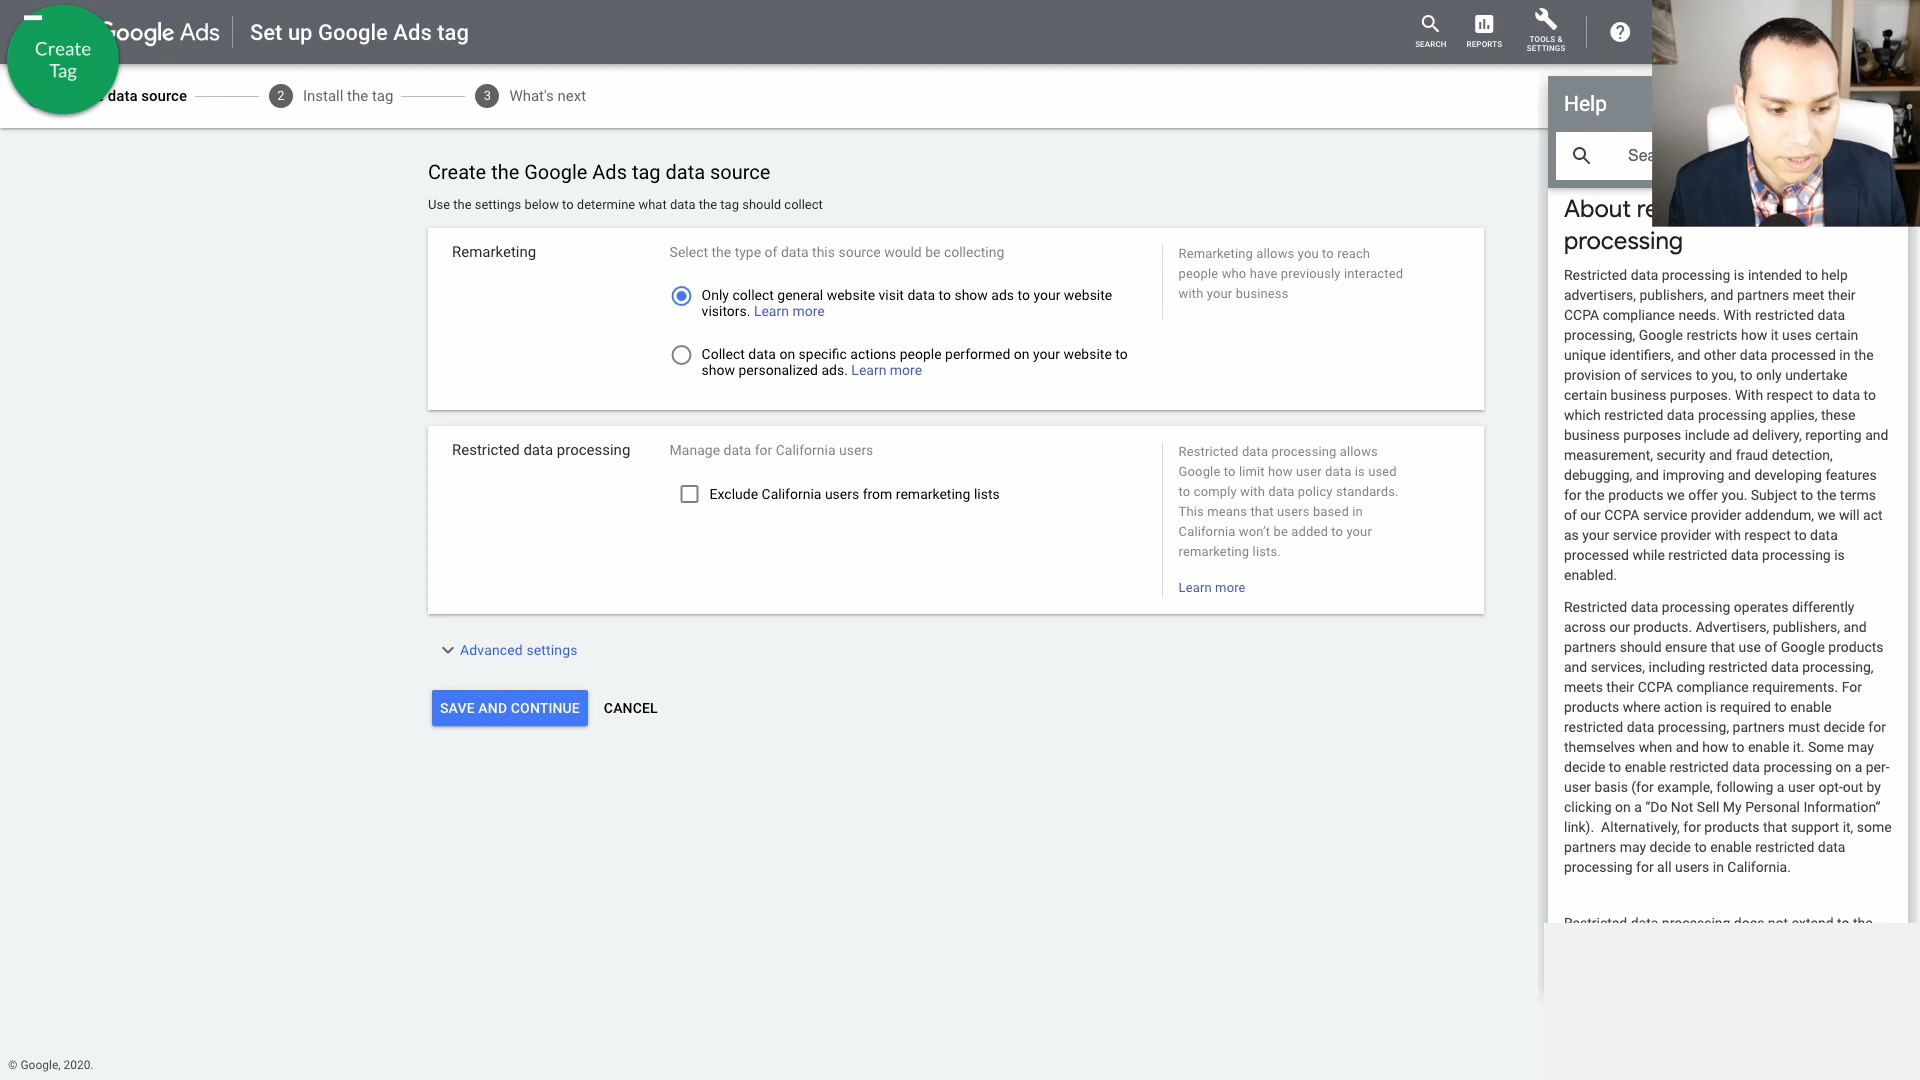 Create
Tag
Google Ads
Set up Google Ads tag
SEARCH
REPORTS
TOOLS &
SETTINGS
data source
2
Install the tag
3
What's next
Create the Google Ads tag data source
Use the settings below to determine what data the tag should collect
Remarketing
Select the type of data this source would be collecting
Only collect general website visit data to show ads to your website
visitors. Learn more
Collect data on specific actions people performed on your website to
show personalized ads. Learn more
Remarketing allows you to reach
people who have previously interacted
with your business
Restricted data processing
Manage data for California users
Exclude California users from remarketing lists
Restricted data processing allows
Google to limit how user data is used
to comply with data policy standards.
This means that users based in
California won't be added to your
remarketing lists.
Learn more
Advanced settings
SAVE AND CONTINUE
CANCEL
Help
Sea
About re
processing
Restricted data processing is intended to help
advertisers, publishers, and partners meet their
CCPA compliance needs. With restricted data
processing, Google restricts how it uses certain
unique identifiers, and other data processed in the
provision of services to you, to only undertake
certain business purposes. With respect to data to
which restricted data processing applies, these
business purposes include ad delivery, reporting and
measurement, security and fraud detection,
debugging, and improving and developing features
for the products we offer you. Subject to the terms
of our CCPA service provider addendum, we will act
as your service provider with respect to data
processed while restricted data processing is
enabled.
Restricted data processing operates differently
across our products. Advertisers, publishers, and
partners should ensure that use of Google products
and services, including restricted data processing,
meets their CCPA compliance requirements. For
products where action is required to enable
restricted data processing, partners must decide for
themselves when and how to enable it. Some may
decide to enable restricted data processing on a per-
user basis (for example, following a user opt-out by
clicking on a “Do Not Sell My Personal Information”
link).  Alternatively, for products that support it, some
partners may decide to enable restricted data
processing for all users in California.
Restricted data processing does not extend to the
© Google, 2020.